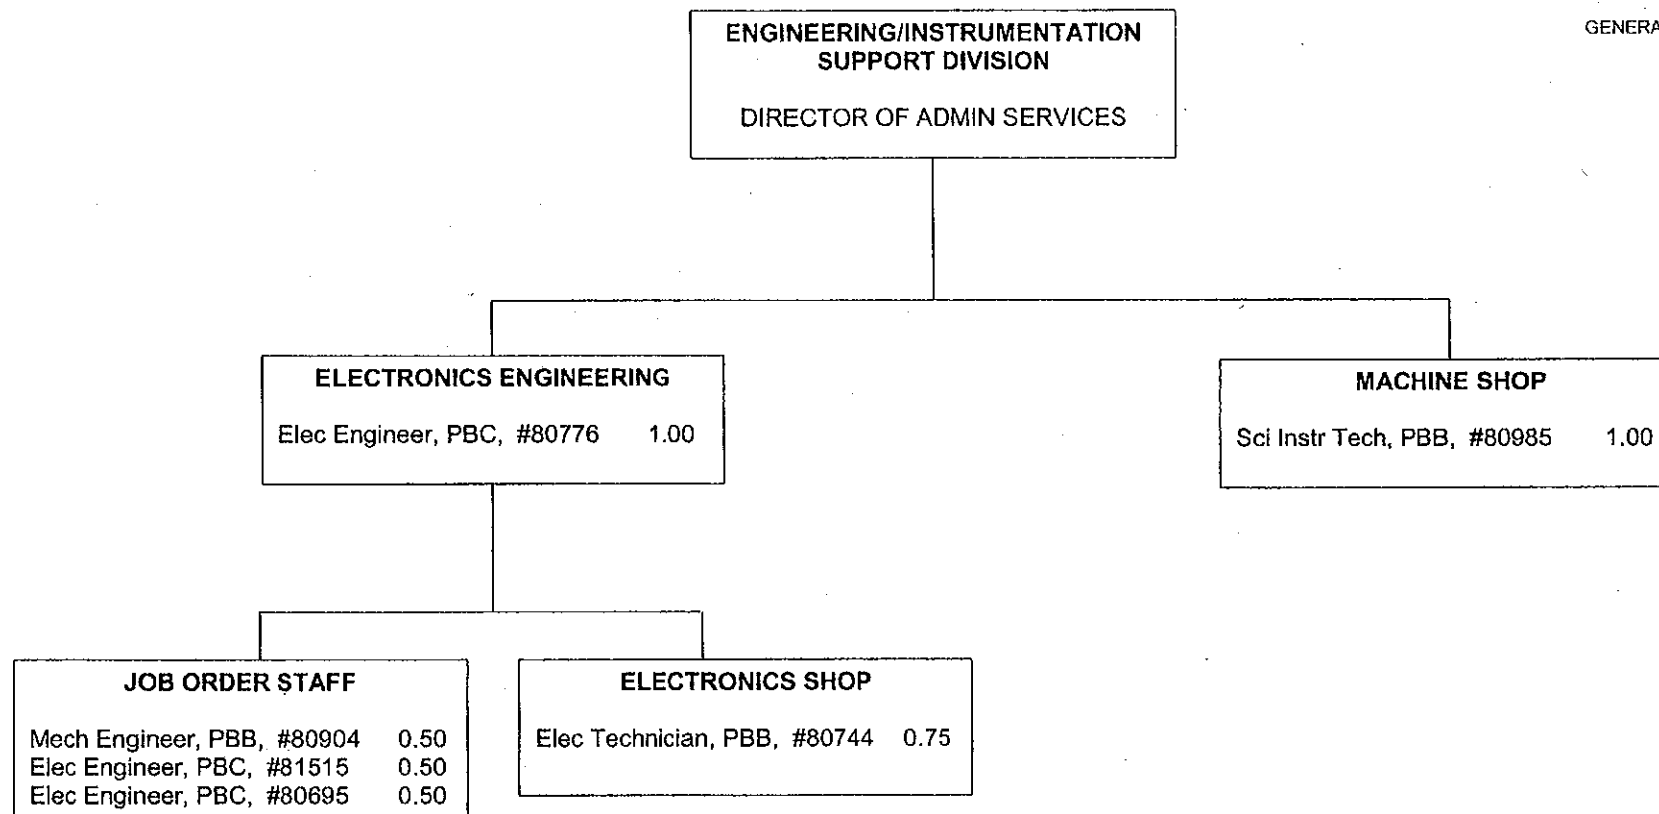 GENERA
ENGINEERING/INSTRUMENTATION
SUPPORT DIVISION
DIRECTOR OF ADMIN SERVICES
ELECTRONICS ENGINEERING
Elec Engineer, PBC, #80776 1.00
MACHINE SHOP
Sci Instr Tech, PBB, #80985 1.00
JOB ORDER STAFF
Mech Engineer, PBB, #80904 0.50
Elec Engineer, PBC, #81515 0.50
Elec Engineer, PBC, #80695 0.50
ELECTRONICS SHOP
Elec Technician, PBB, #80744 0.75